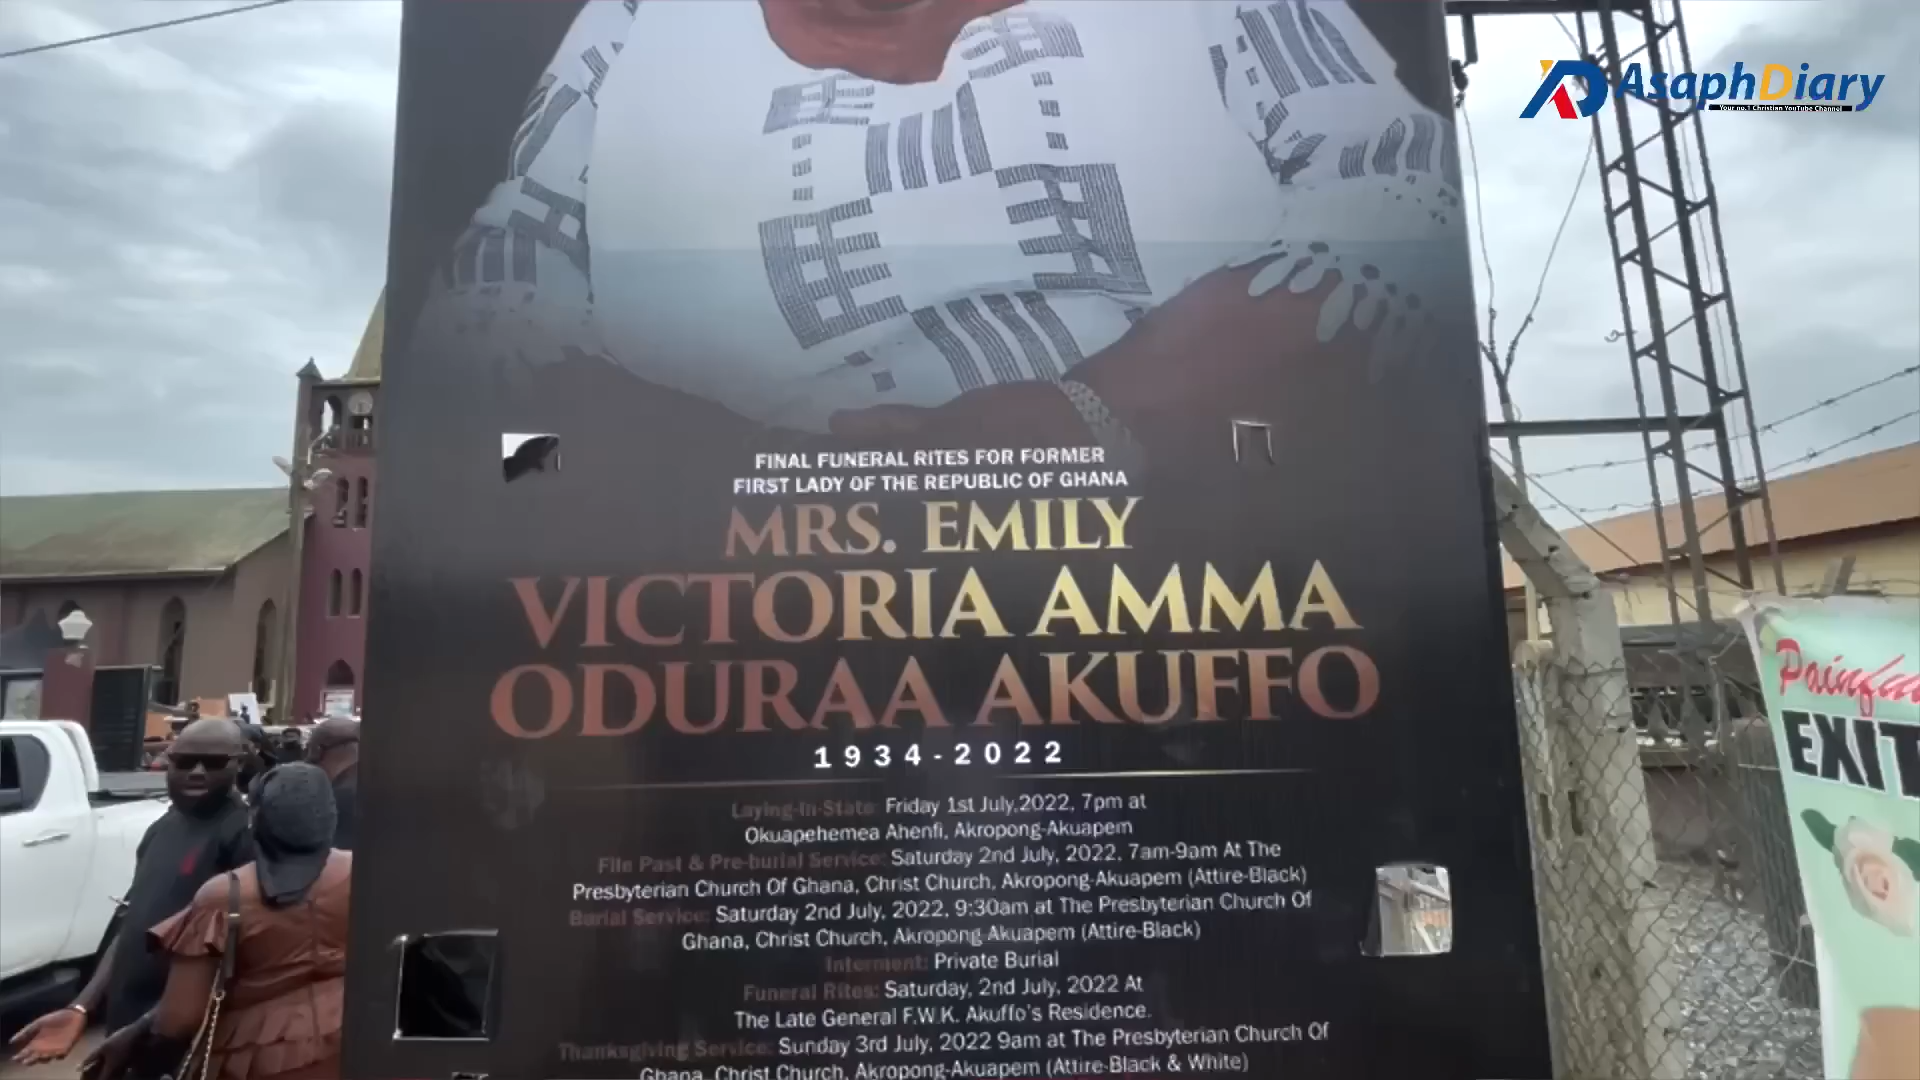 AsaphDiary
Your no.1 Christian YouTube Channel
FINAL FUNERAL RITES FOR FORMER
FIRST LADY OF THE REPUBLIC OF GHANA
MRS. EMILY
VICTORIA AMMA
ODURAA AKUFFO
1934-2022
Laying-In-State: Friday 1st July,2022, 7pm at
Okuapehemea Ahenfi, Akropong-Akuapem
File Past & Pre-burial Service: Saturday 2nd July, 2022, 7am-9am At The
Presbyterian Church Of Ghana, Christ Church, Akropong-Akuapem (Attire-Black)
Burial Service: Saturday 2nd July, 2022, 9:30am at The Presbyterian Church Of
Ghana, Christ Church, Akropong-Akuapem (Attire-Black)
Interment: Private Burial
Funeral Rites: Saturday, 2nd July, 2022 At
The Late General F.W.K. Akuffo's Residence.
Thanksgiving Service: Sunday 3rd July, 2022 9am at The Presbyterian Church Of
Ghana, Christ Church, Akropong-Akuapem (Attire-Black & White)
Painfu
EXIT